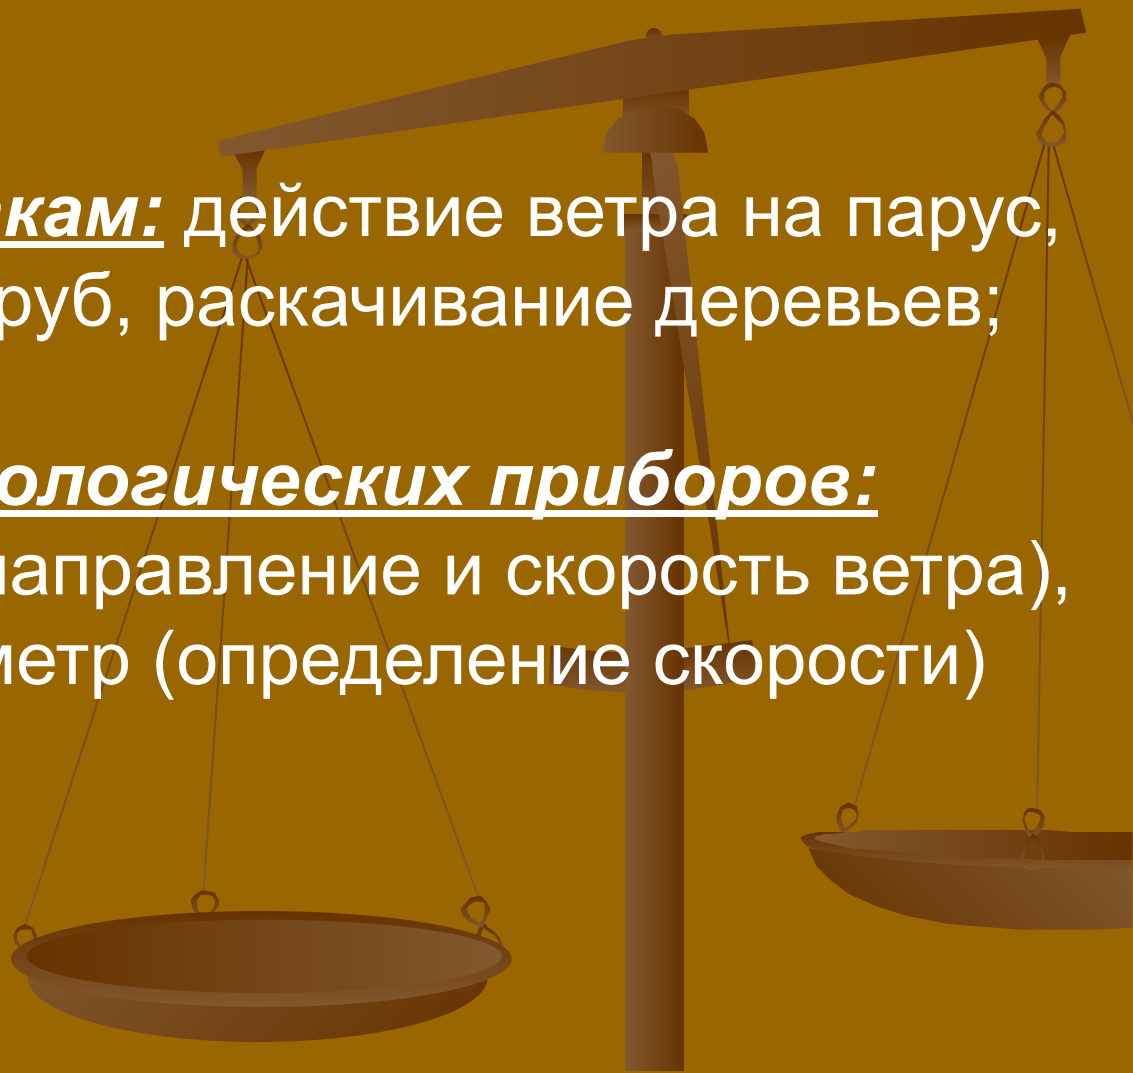 кам: действие ветра на парус,
руб, раскачивание деревьев;
ологических приборов:
направление и скорость ветра),
метр (определение скорости)